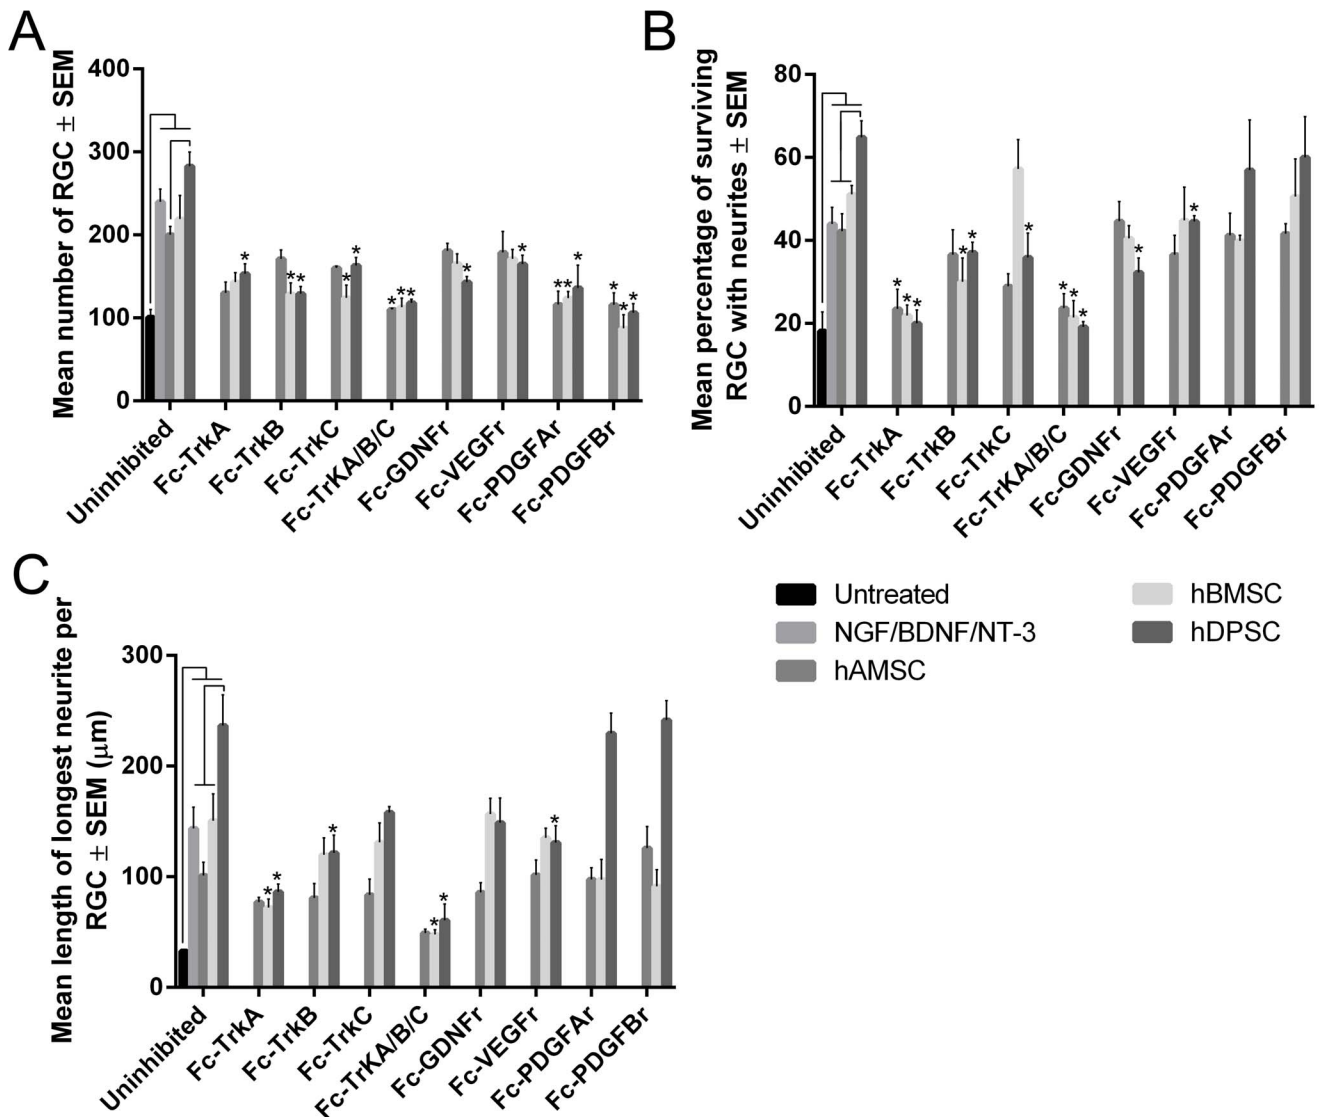 A
Mean number of RGC ± SEM
400
300
200
100
0
* ** * * * ** * * ** * * * *
Uninhibited
Fc-TrkA
Fc-TrkB
Fc-TrkC
Fc-TrKA/B/C
Fc-GDNFr
Fc-VEGFr
Fc-PDGFAr
Fc-PDGFBr
B
Mean percentage of surviving
RGC with neurites ± SEM
80
60
40
20
0
* * * * * * * * * * *
Uninhibited
Fc-TrkA
Fc-TrkB
Fc-TrkC
Fc-TrKA/B/C
Fc-GDNFr
Fc-VEGFr
Fc-PDGFAr
Fc-PDGFBr
C
Mean length of longest neurite per
RGC ± SEM (μm)
300
200
100
0
* * * * * *
Uninhibited
Fc-TrkA
Fc-TrkB
Fc-TrkC
Fc-TrKA/B/C
Fc-GDNFr
Fc-VEGFr
Fc-PDGFAr
Fc-PDGFBr
Untreated
NGF/BDNF/NT-3
hAMSC
hBMSC
hDPSC